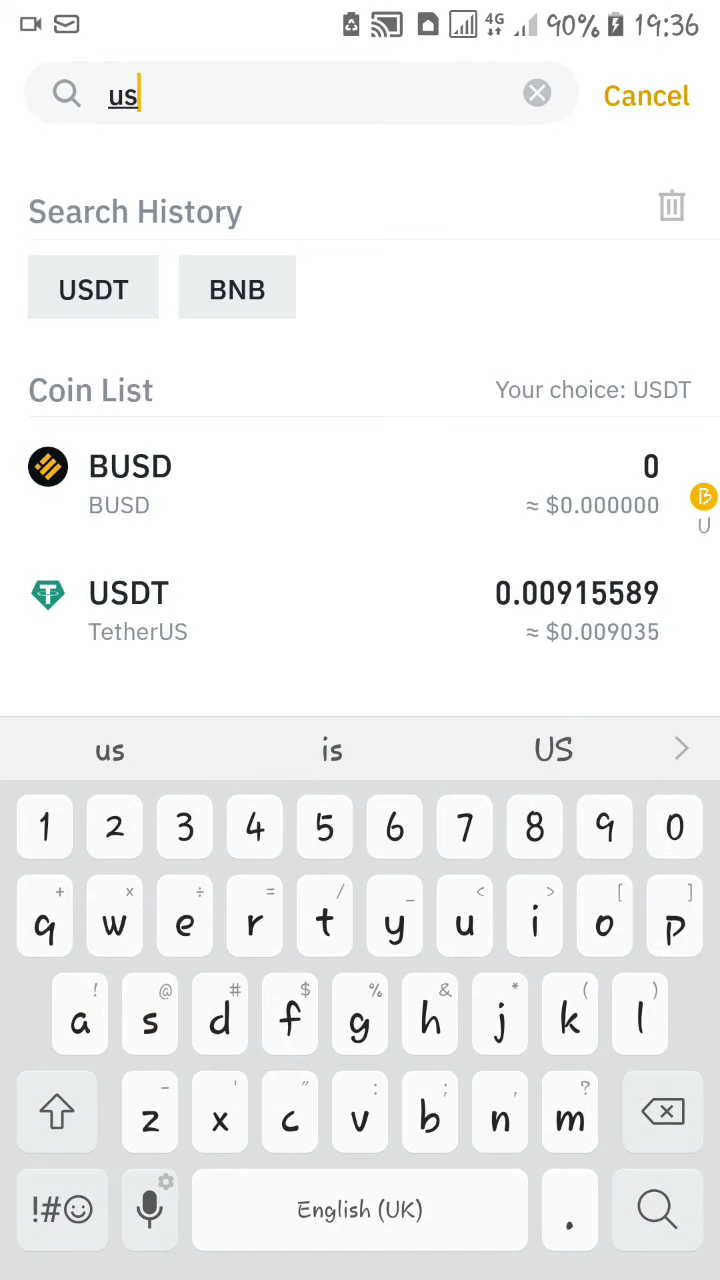 4G 90% 19:36
us Cancel
Search History
USDT BNB
Coin List Your choice: USDT
BUSD 0
BUSD ≈ $0.000000
U
USDT 0.00915589
TetherUS ≈ $0.009035
us is US
1 2 3 4 5 6 7 8 9 0
+ × ÷ = / _ < > [ ]
q w e r t y u i o p
! @ # $ % & * ( )
a s d f g h j k l
- ' " : ; , ?
z x c v b n m
!#☺ English (UK) .